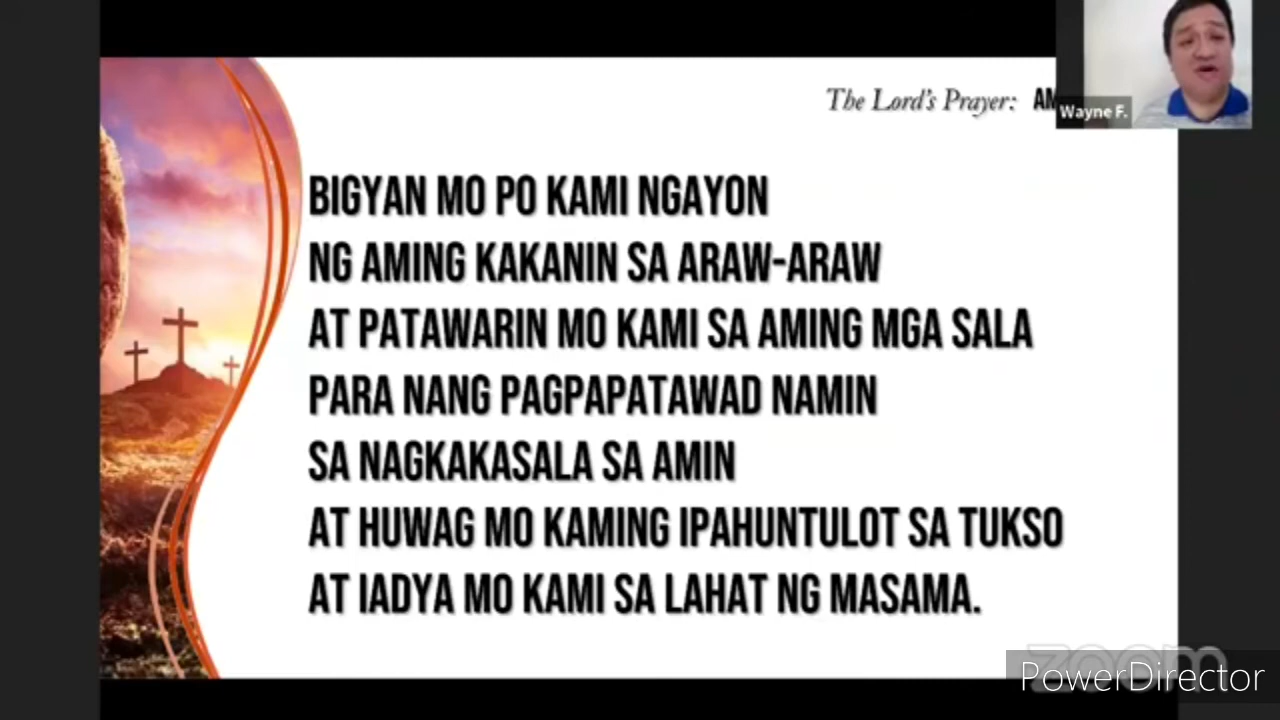 The Lord's Prayer:
Wayne F.
BIGYAN MO PO KAMI NGAYON
NG AMING KAKANIN SA ARAW-ARAW
AT PATAWARIN MO KAMI SA AMING MGA SALA
PARA NANG PAGPAPATAWAD NAMIN
SA NAGKAKASALA SA AMIN
AT HUWAG MO KAMING IPAHUNTULOT SA TUKSO
AT IADYA MO KAMI SA LAHAT NG MASAMA.
zoom
PowerDirector